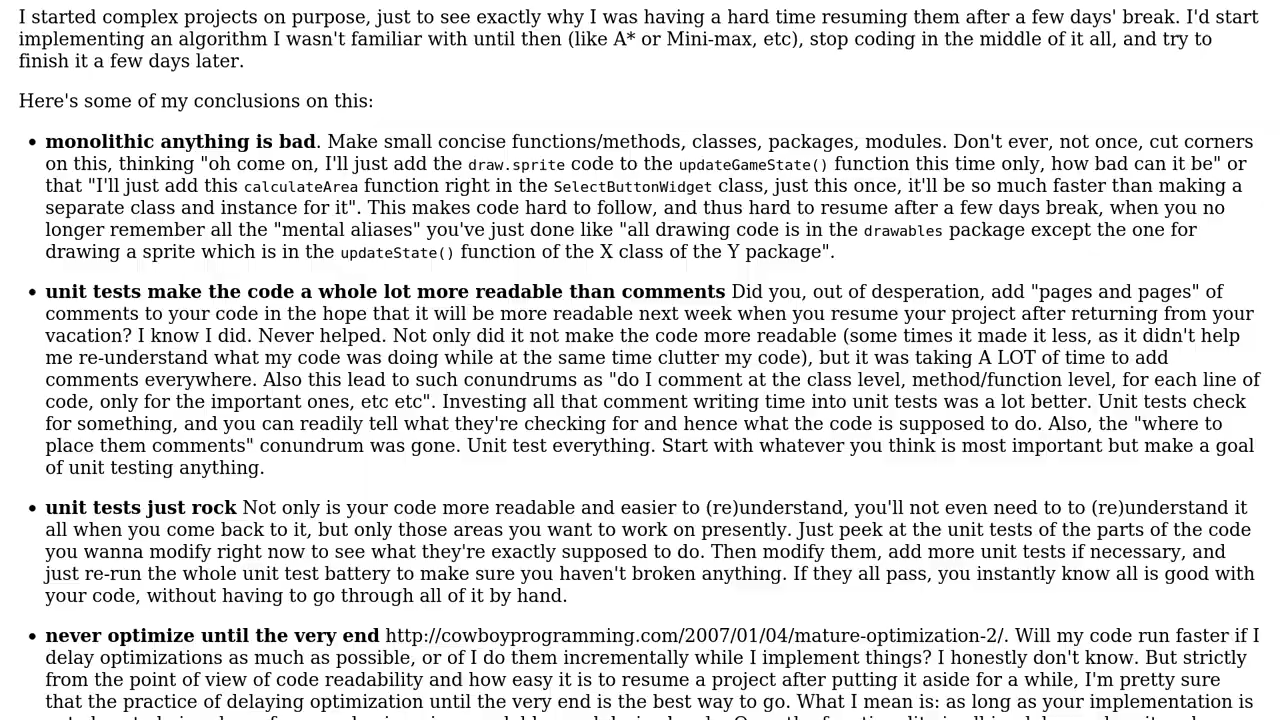 I started complex projects on purpose, just to see exactly why I was having a hard time resuming them after a few days' break. I'd start
implementing an algorithm I wasn't familiar with until then (like A* or Mini-max, etc), stop coding in the middle of it all, and try to
finish it a few days later.
Here's some of my conclusions on this:
• monolithic anything is bad. Make small concise functions/methods, classes, packages, modules. Don't ever, not once, cut corners
on this, thinking "oh come on, I'll just add the draw.sprite code to the updateGameState() function this time only, how bad can it be" or
that "I'll just add this calculateArea function right in the SelectButtonWidget class, just this once, it'll be so much faster than making a
separate class and instance for it". This makes code hard to follow, and thus hard to resume after a few days break, when you no
longer remember all the "mental aliases" you've just done like "all drawing code is in the drawables package except the one for
drawing a sprite which is in the updateState() function of the X class of the Y package".
• unit tests make the code a whole lot more readable than comments Did you, out of desperation, add "pages and pages" of
comments to your code in the hope that it will be more readable next week when you resume your project after returning from your
vacation? I know I did. Never helped. Not only did it not make the code more readable (some times it made it less, as it didn't help
me re-understand what my code was doing while at the same time clutter my code), but it was taking A LOT of time to add
comments everywhere. Also this lead to such conundrums as "do I comment at the class level, method/function level, for each line of
code, only for the important ones, etc etc". Investing all that comment writing time into unit tests was a lot better. Unit tests check
for something, and you can readily tell what they're checking for and hence what the code is supposed to do. Also, the "where to
place them comments" conundrum was gone. Unit test everything. Start with whatever you think is most important but make a goal
of unit testing anything.
• unit tests just rock Not only is your code more readable and easier to (re)understand, you'll not even need to to (re)understand it
all when you come back to it, but only those areas you want to work on presently. Just peek at the unit tests of the parts of the code
you wanna modify right now to see what they're exactly supposed to do. Then modify them, add more unit tests if necessary, and
just re-run the whole unit test battery to make sure you haven't broken anything. If they all pass, you instantly know all is good with
your code, without having to go through all of it by hand.
• never optimize until the very end http://cowboyprogramming.com/2007/01/04/mature-optimization-2/. Will my code run faster if I
delay optimizations as much as possible, or of I do them incrementally while I implement things? I honestly don't know. But strictly
from the point of view of code readability and how easy it is to resume a project after putting it aside for a while, I'm pretty sure
that the practice of delaying optimization until the very end is the best way to go. What I mean is: as long as your implementation is